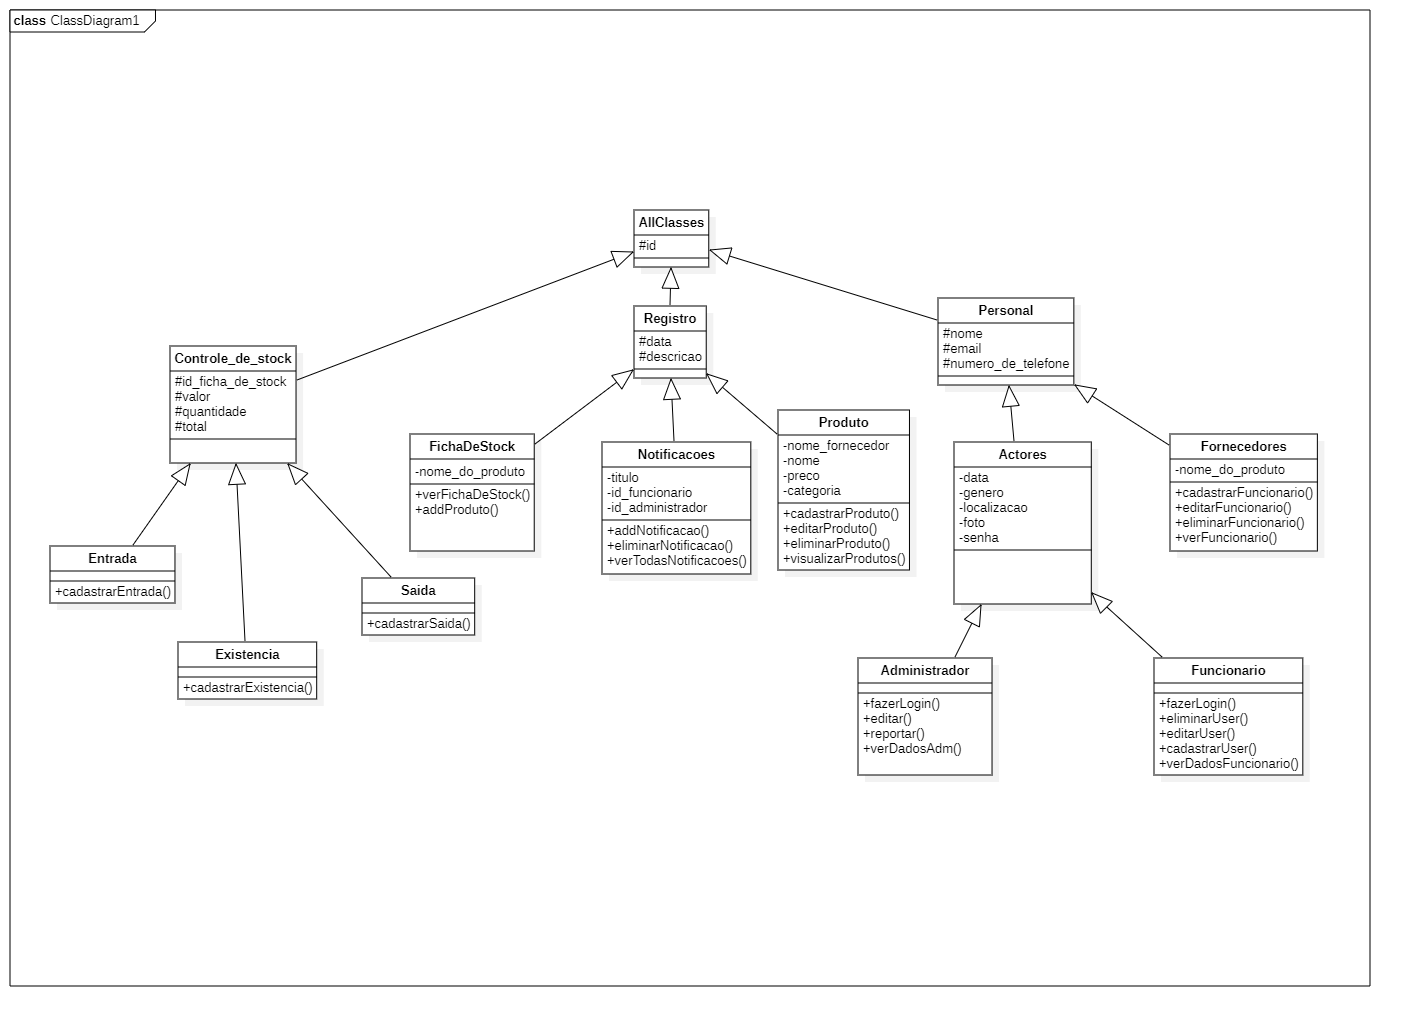 class ClassDiagram1
AllClasses
#id
Registro
#data
#descricao
Personal
#nome
#email
#numero_de_telefone
Controle_de_stock
#id_ficha_de_stock
#valor
#quantidade
#total
FichaDeStock
-nome_do_produto
+verFichaDeStock()
+addProduto()
Notificacoes
-titulo
-id_funcionario
-id_administrador
+addNotificacao()
+eliminarNotificacao()
+verTodasNotificacoes()
Produto
-nome_fornecedor
-nome
-preco
-categoria
+cadastrarProduto()
+editarProduto()
+eliminarProduto()
+visualizarProdutos()
Actores
-data
-genero
-localizacao
-foto
-senha
Fornecedores
-nome_do_produto
+cadastrarFuncionario()
+editarFuncionario()
+eliminarFuncionario()
+verFuncionario()
Entrada
+cadastrarEntrada()
Saida
+cadastrarSaida()
Existencia
+cadastrarExistencia()
Administrador
+fazerLogin()
+editar()
+reportar()
+verDadosAdm()
Funcionario
+fazerLogin()
+eliminarUser()
+editarUser()
+cadastrarUser()
+verDadosFuncionario()